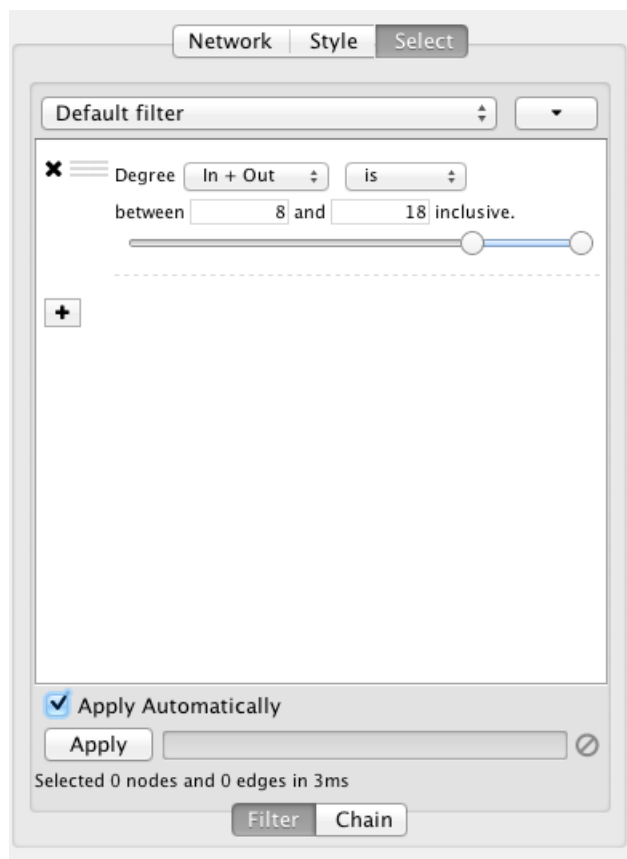 Network Style Select
Default filter
Degree In + Out is
between 8 and 18 inclusive.
Apply Automatically
Apply
Selected 0 nodes and 0 edges in 3ms
Filter Chain